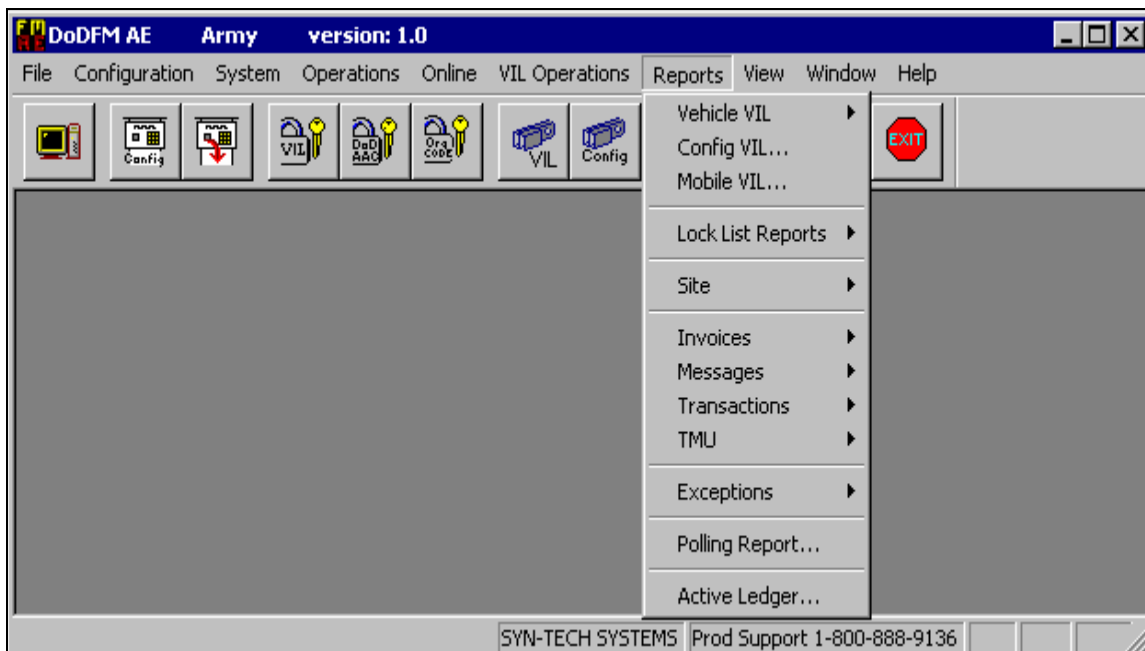 FURE DoDFM AE Army version: 1.0
File Configuration System Operations Online VIL Operations Reports View Window Help
Config VIL DoD AAC Org CODE VIL Config EXIT
Vehicle VIL
Config VIL...
Mobile VIL...
Lock List Reports
Site
Invoices
Messages
Transactions
TMU
Exceptions
Polling Report...
Active Ledger...
SYN-TECH SYSTEMS Prod Support 1-800-888-9136